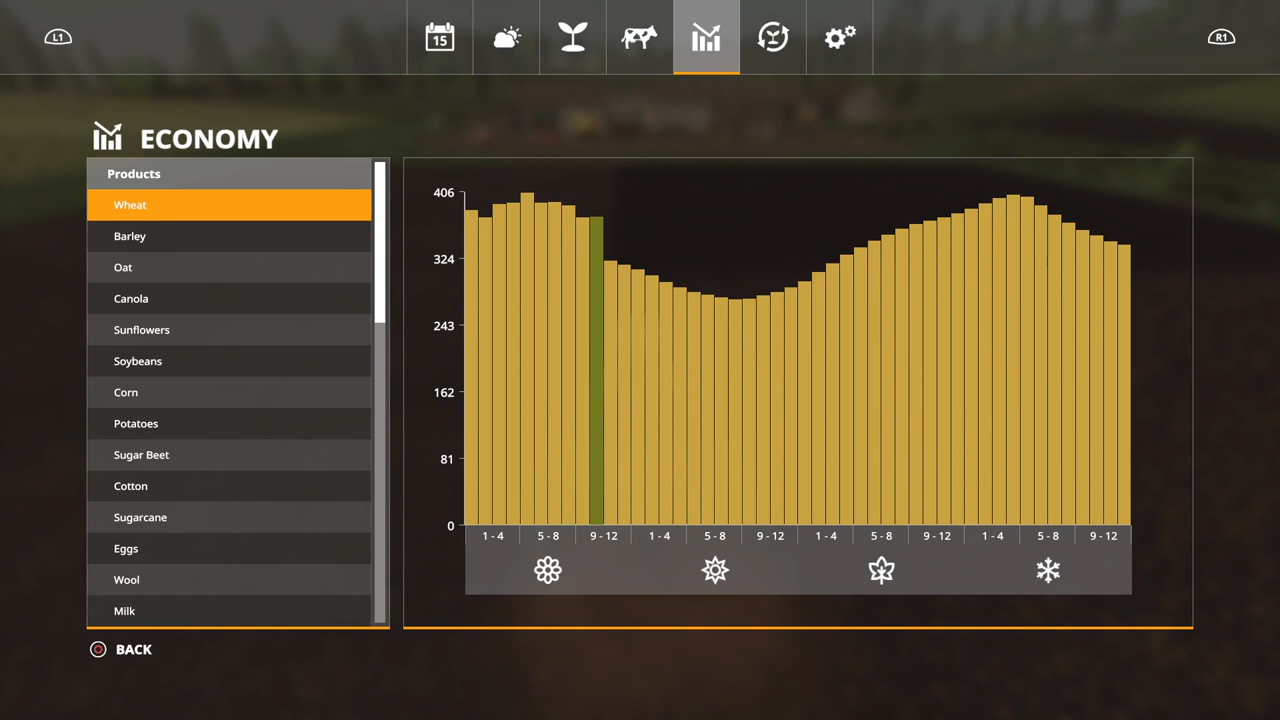 L1
15
R1
ECONOMY
Products
Wheat
Barley
Oat
Canola
Sunflowers
Soybeans
Corn
Potatoes
Sugar Beet
Cotton
Sugarcane
Eggs
Wool
Milk
406
324
243
162
81
0
1 - 4 5 - 8 9 - 12 1 - 4 5 - 8 9 - 12 1 - 4 5 - 8 9 - 12 1 - 4 5 - 8 9 - 12
BACK